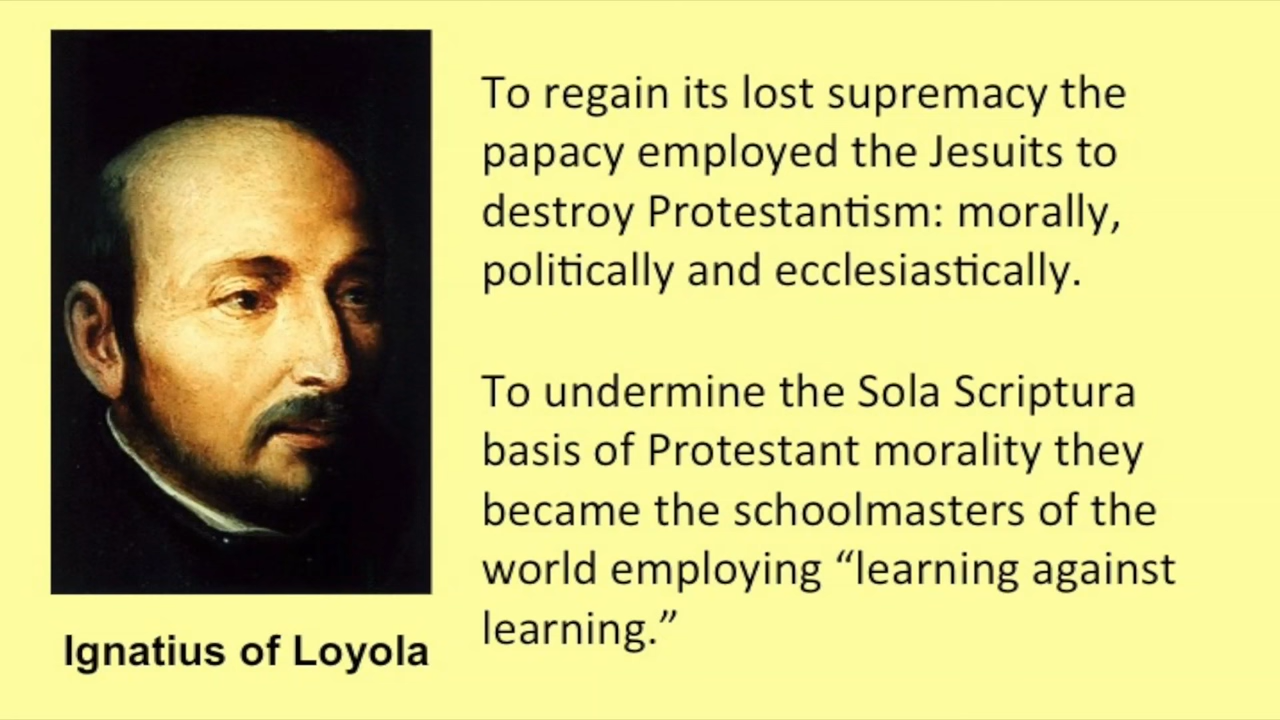 To regain its lost supremacy the
papacy employed the Jesuits to
destroy Protestantism: morally,
politically and ecclesiastically.
To undermine the Sola Scriptura
basis of Protestant morality they
became the schoolmasters of the
world employing “learning against
learning.”
Ignatius of Loyola